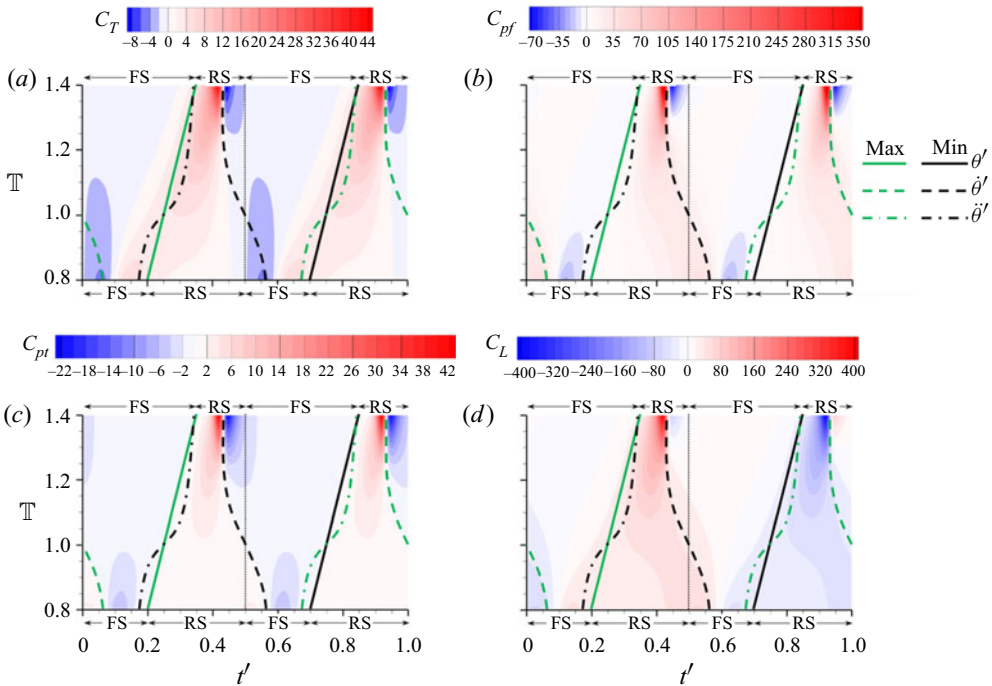 C_T
−8 −4 0 4 8 12 16 20 24 28 32 36 40 44
C_pf
−70 −35 0 35 70 105 140 175 210 245 280 315 350
(a)
FS RS FS RS
1.4
1.2
𝕋
1.0
0.8
FS RS FS RS
(b)
FS RS FS RS
FS RS FS RS
Max Min
θ′
θ̇′
θ̈′
C_pt
−22 −18 −14 −10 −6 −2 2 6 10 14 18 22 26 30 34 38 42
C_L
−400 −320 −240 −160 −80 0 80 160 240 320 400
(c)
FS RS FS RS
1.4
1.2
𝕋
1.0
0.8
FS RS FS RS
0 0.2 0.4 0.6 0.8 1.0
t′
(d)
FS RS FS RS
FS RS FS RS
0 0.2 0.4 0.6 0.8 1.0
t′